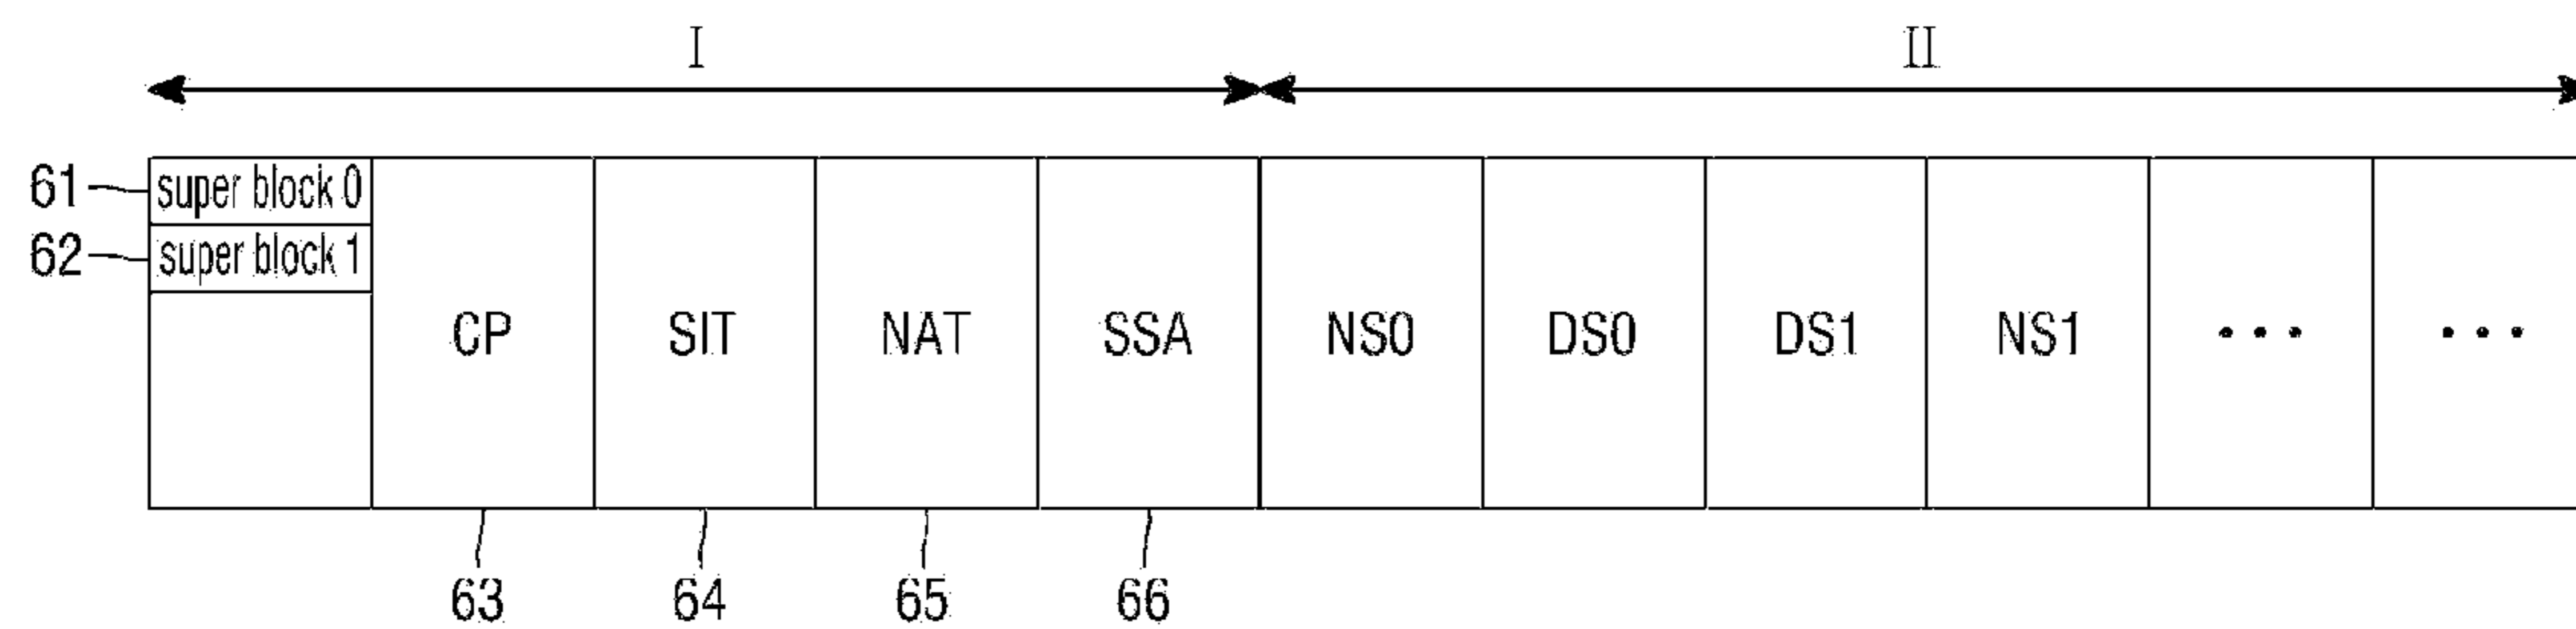 I II
61 super block 0
62 super block 1
CP SIT NAT SSA NS0 DS0 DS1 NS1 ••• •••
63 64 65 66